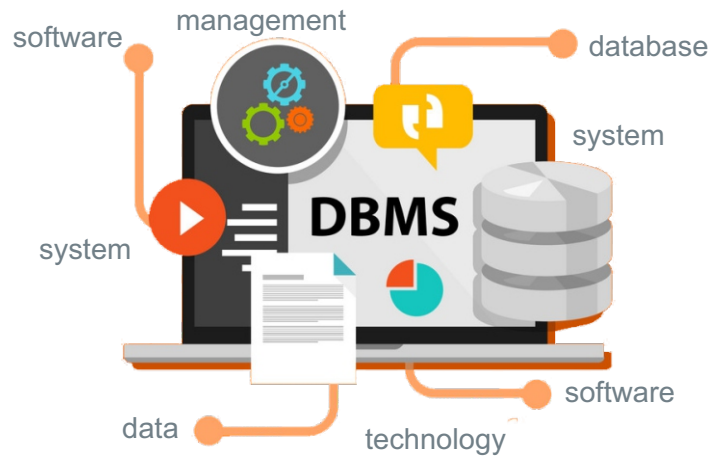 management
software
database
system
DBMS
system
software
data
technology